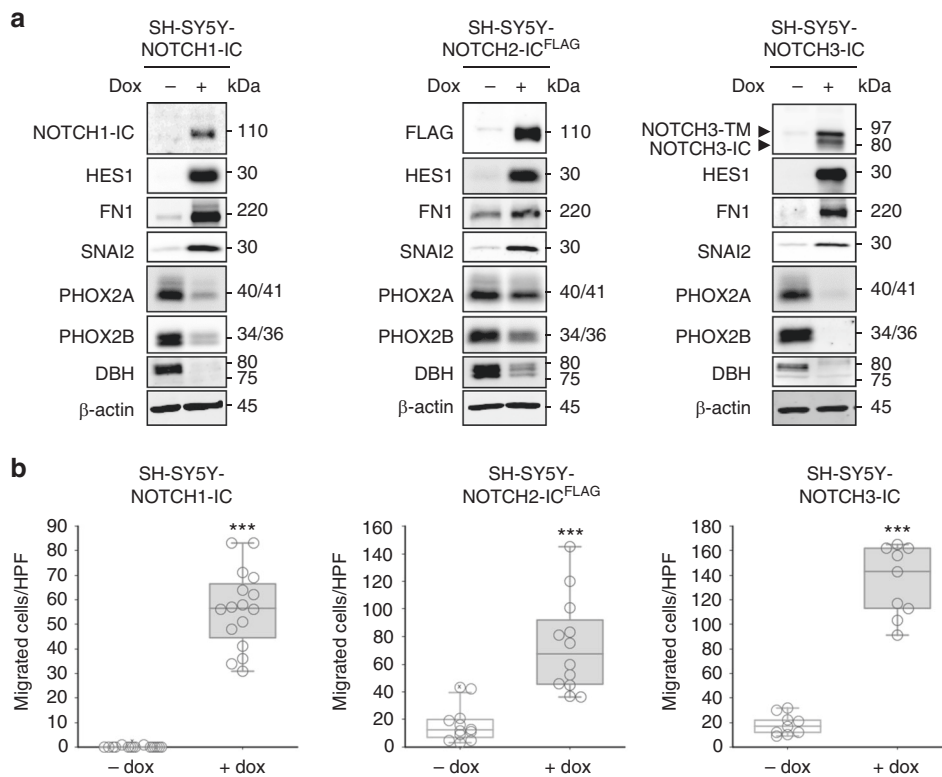 a
SH-SY5Y-
NOTCH1-IC
Dox – + kDa
NOTCH1-IC 110
HES1 30
FN1 220
SNAI2 30
PHOX2A 40/41
PHOX2B 34/36
DBH 80
75
β-actin 45
SH-SY5Y-
NOTCH2-IC^FLAG
Dox – + kDa
FLAG 110
HES1 30
FN1 220
SNAI2 30
PHOX2A 40/41
PHOX2B 34/36
DBH 80
75
β-actin 45
SH-SY5Y-
NOTCH3-IC
Dox – + kDa
NOTCH3-TM 97
NOTCH3-IC 80
HES1 30
FN1 220
SNAI2 30
PHOX2A 40/41
PHOX2B 34/36
DBH 80
75
β-actin 45
b
SH-SY5Y-
NOTCH1-IC
Migrated cells/HPF
90
80
70
60
50
40
30
20
10
0
***
– dox + dox
SH-SY5Y-
NOTCH2-IC^FLAG
Migrated cells/HPF
160
140
120
100
80
60
40
20
0
***
– dox + dox
SH-SY5Y-
NOTCH3-IC
Migrated cells/HPF
180
160
140
120
100
80
60
40
20
0
***
– dox + dox